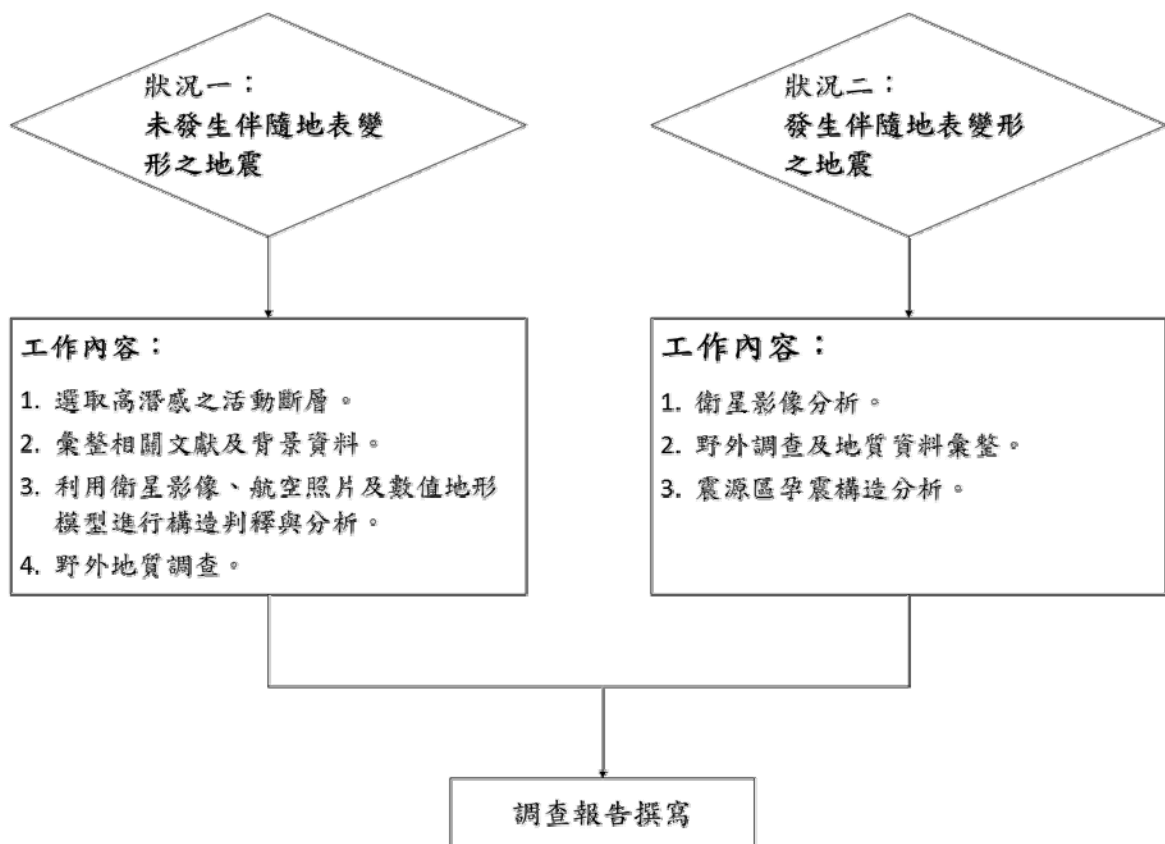 狀況一：
未發生伴隨地表變
形之地震
狀況二：
發生伴隨地表變形
之地震
工作內容：
1. 選取高潛感之活動斷層。
2. 彙整相關文獻及背景資料。
3. 利用衛星影像、航空照片及數值地形
模型進行構造判釋與分析。
4. 野外地質調查。
工作內容：
1. 衛星影像分析。
2. 野外調查及地質資料彙整。
3. 震源區孕震構造分析。
調查報告撰寫